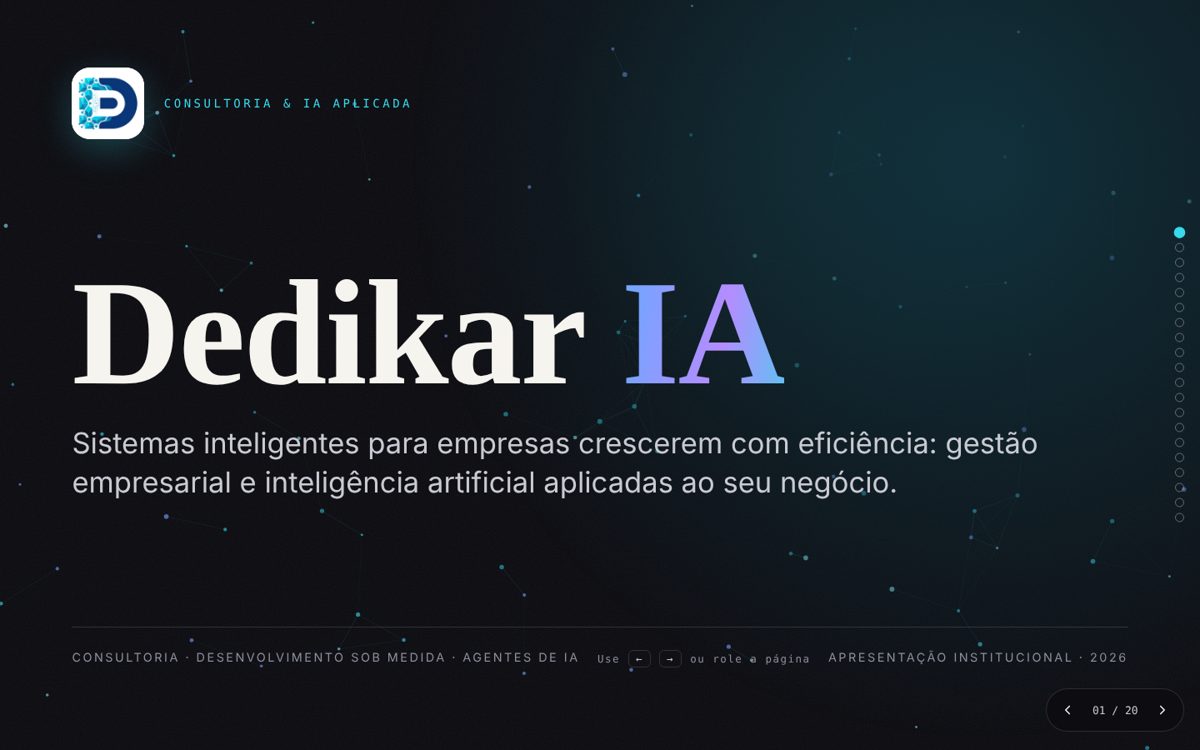 D
CONSULTORIA & IA APLICADA
Dedikar IA
Sistemas inteligentes para empresas crescerem com eficiência: gestão
empresarial e inteligência artificial aplicadas ao seu negócio.
CONSULTORIA · DESENVOLVIMENTO SOB MEDIDA · AGENTES DE IA
Use ← → ou role a página
APRESENTAÇÃO INSTITUCIONAL · 2026
01 / 20